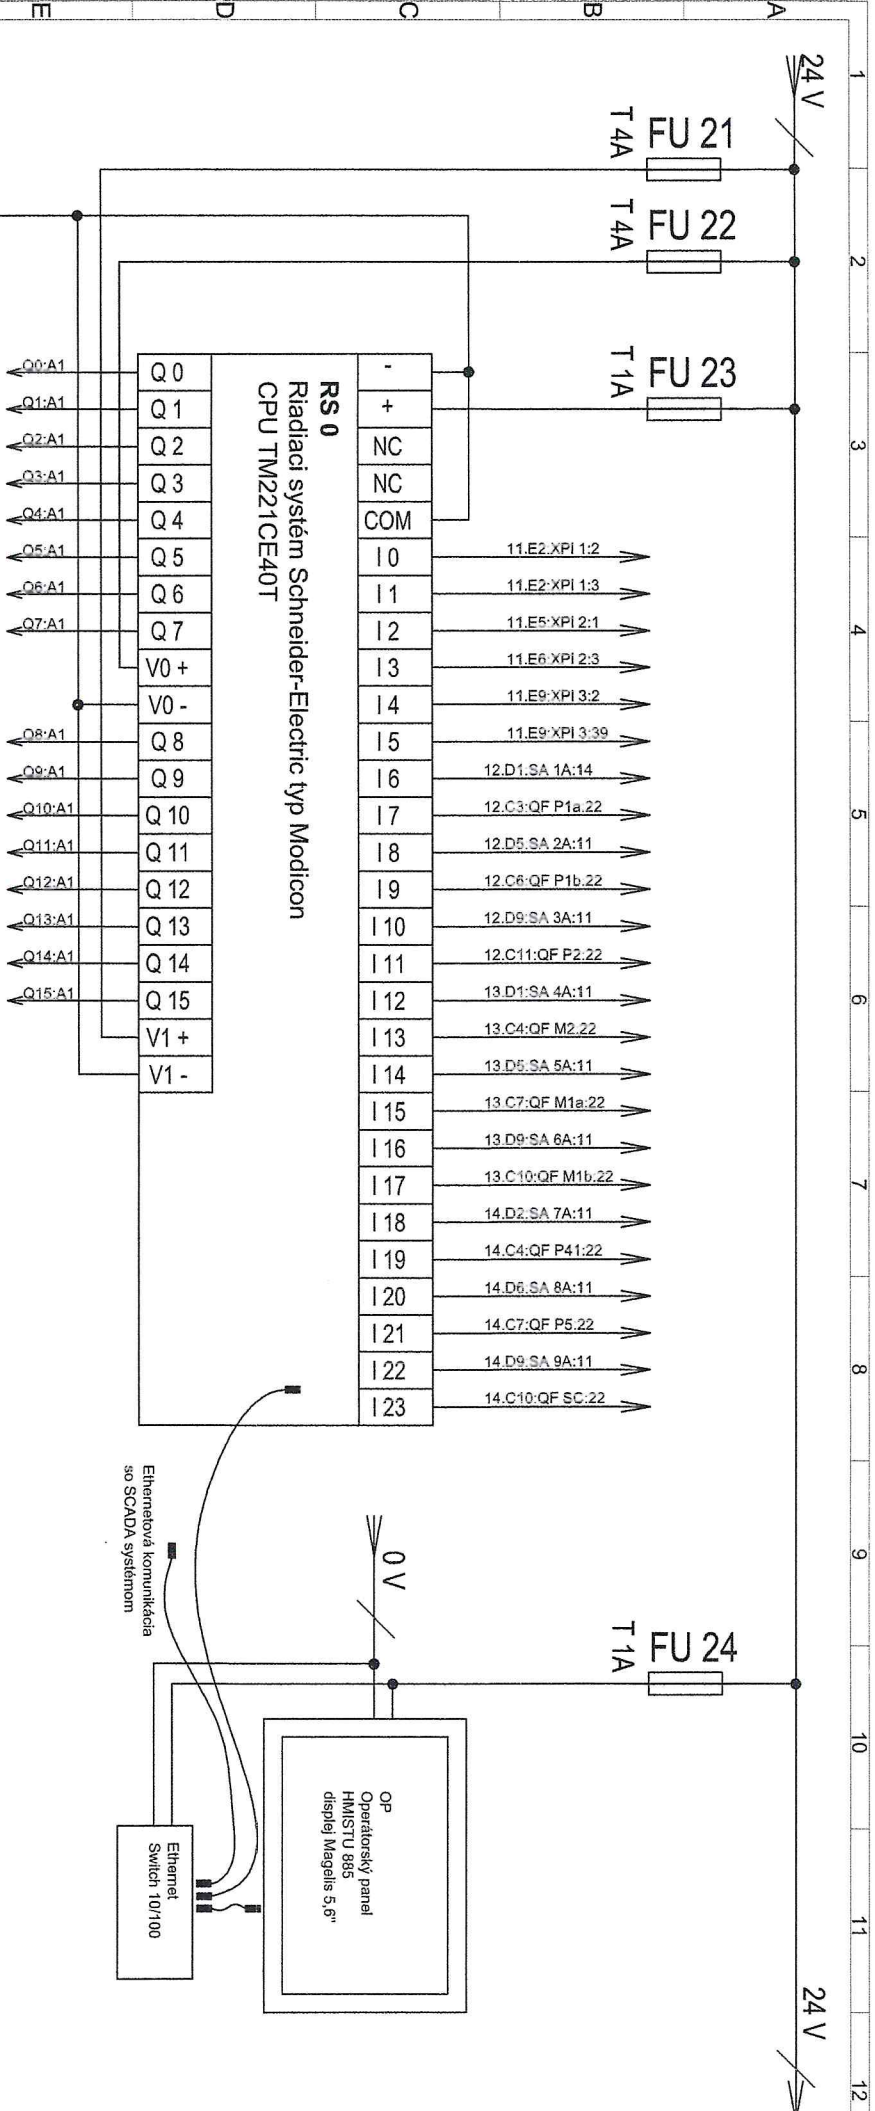 1
2
3
4
5
6
7
8
9
10
11
12
A
B
C
D
E
24 V
FU 21
T 4A
FU 22
T 4A
FU 23
T 1A
FU 24
T 1A
24 V
-
+
NC
NC
COM
I 0
I 1
I 2
I 3
I 4
I 5
I 6
I 7
I 8
I 9
I 10
I 11
I 12
I 13
I 14
I 15
I 16
I 17
I 18
I 19
I 20
I 21
I 22
I 23
11.E2:XPI 1:2
11.E2:XPI 1:3
11.E5:XPI 2:1
11.E6:XPI 2:3
11.E9:XPI 3:2
11.E9:XPI 3:39
12.D1:SA 1A:14
12.C3:QF P1a:22
12.D5:SA 2A:11
12.C6:QF P1b:22
12.D9:SA 3A:11
12.C11:QF P2:22
13.D1:SA 4A:11
13.C4:QF M2:22
13.D5:SA 5A:11
13.C7:QF M1a:22
13.D9:SA 6A:11
13.C10:QF M1b:22
14.D2:SA 7A:11
14.C4:QF P41:22
14.D6:SA 8A:11
14.C7:QF P5:22
14.D9:SA 9A:11
14.C10:QF SC:22
RS 0
Riadiaci systém Schneider-Electric typ Modicon
CPU TM221CE40T
Q 0
Q 1
Q 2
Q 3
Q 4
Q 5
Q 6
Q 7
V0 +
V0 -
Q 8
Q 9
Q 10
Q 11
Q 12
Q 13
Q 14
Q 15
V1 +
V1 -
Q0:A1
Q1:A1
Q2:A1
Q3:A1
Q4:A1
Q5:A1
Q6:A1
Q7:A1
Q8:A1
Q9:A1
Q10:A1
Q11:A1
Q12:A1
Q13:A1
Q14:A1
Q15:A1
0 V
OP
Operátorský panel
HMISTU 885
displej Magelis 5,6"
Ethernetová komunikácia
so SCADA systémom
Ethernet
Switch 10/100